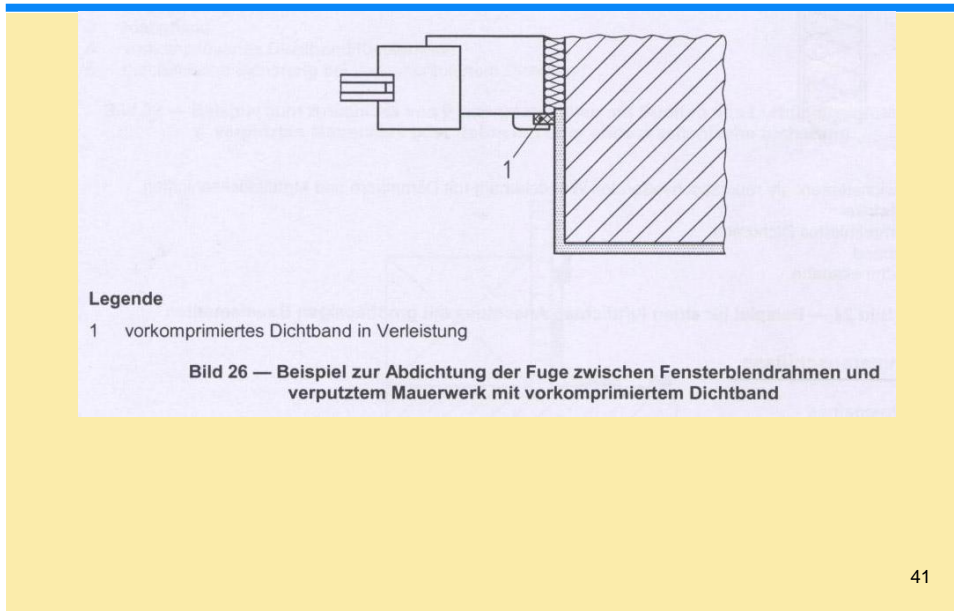 1
Legende
1 vorkomprimiertes Dichtband in Verleistung
Bild 26 — Beispiel zur Abdichtung der Fuge zwischen Fensterblendrahmen und
verputztem Mauerwerk mit vorkomprimiertem Dichtband
41